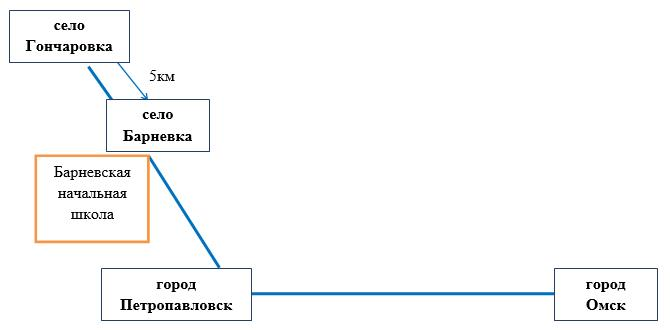 село
Гончаровка
5км
село
Барневка
Барневская
начальная
школа
город
Петропавловск
город
Омск